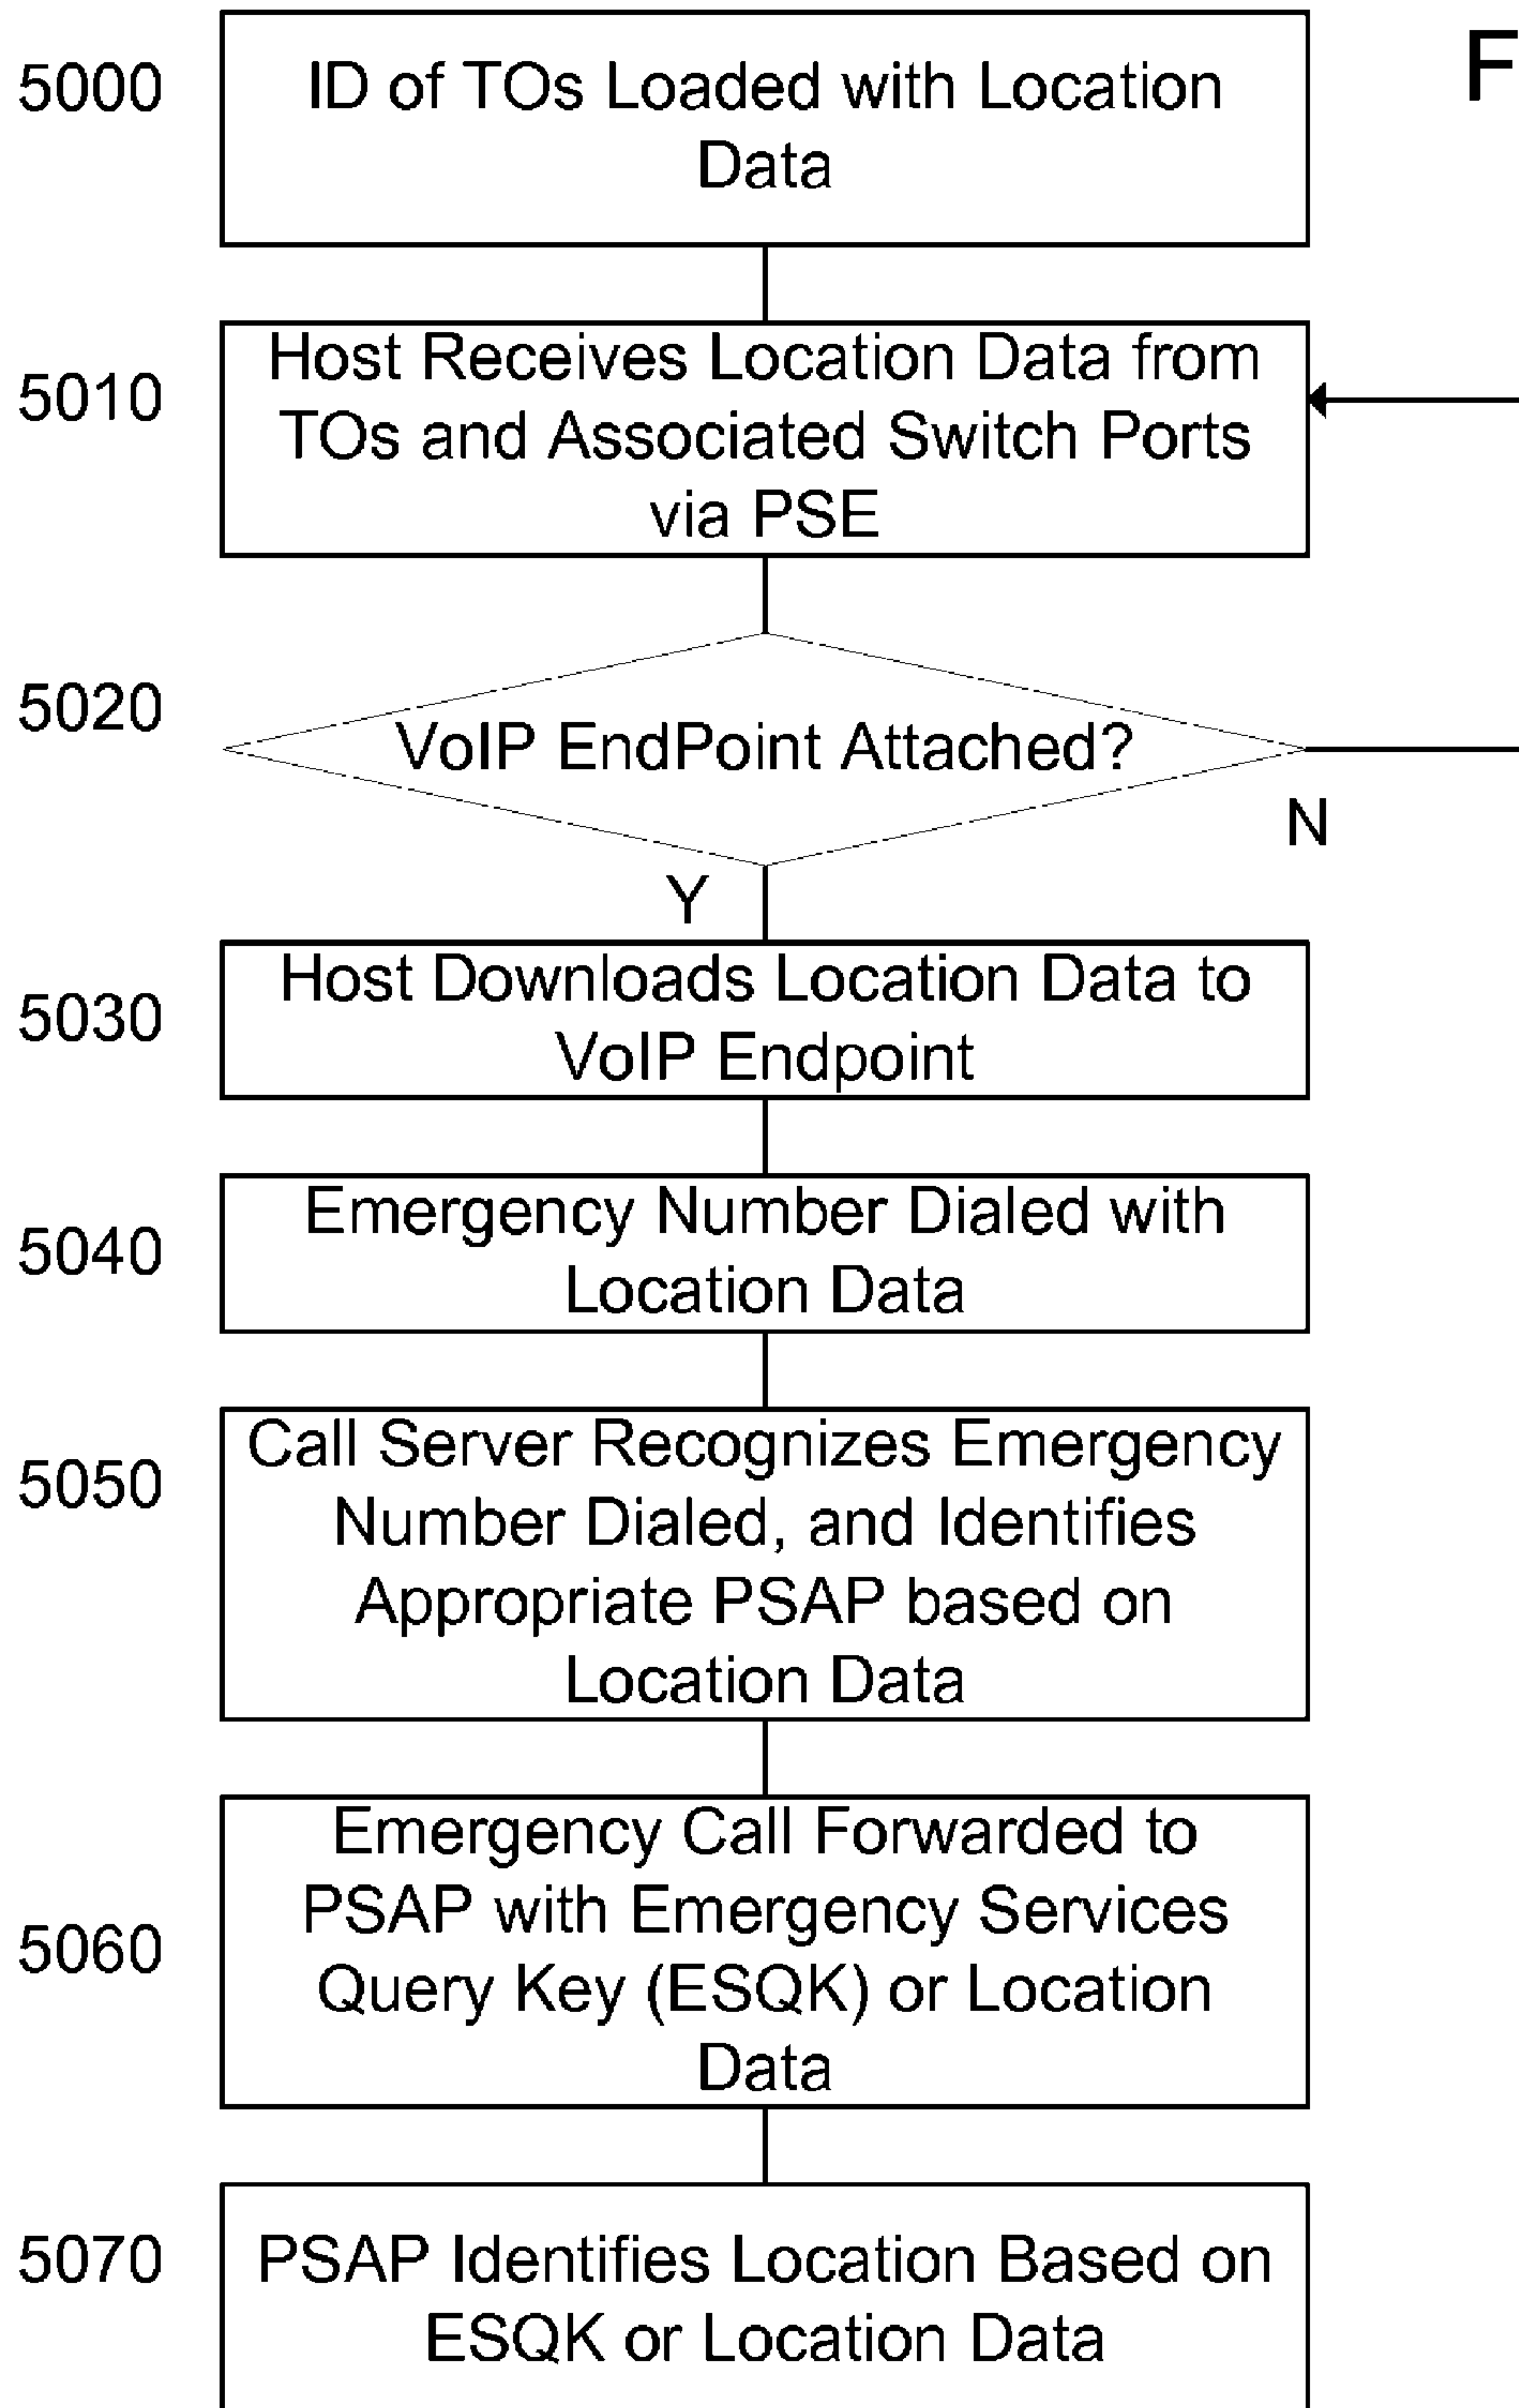 5000
ID of TOs Loaded with Location
Data
F
5010
Host Receives Location Data from
TOs and Associated Switch Ports
via PSE
5020
VoIP EndPoint Attached?
N
Y
5030
Host Downloads Location Data to
VoIP Endpoint
5040
Emergency Number Dialed with
Location Data
5050
Call Server Recognizes Emergency
Number Dialed, and Identifies
Appropriate PSAP based on
Location Data
5060
Emergency Call Forwarded to
PSAP with Emergency Services
Query Key (ESQK) or Location
Data
5070
PSAP Identifies Location Based on
ESQK or Location Data